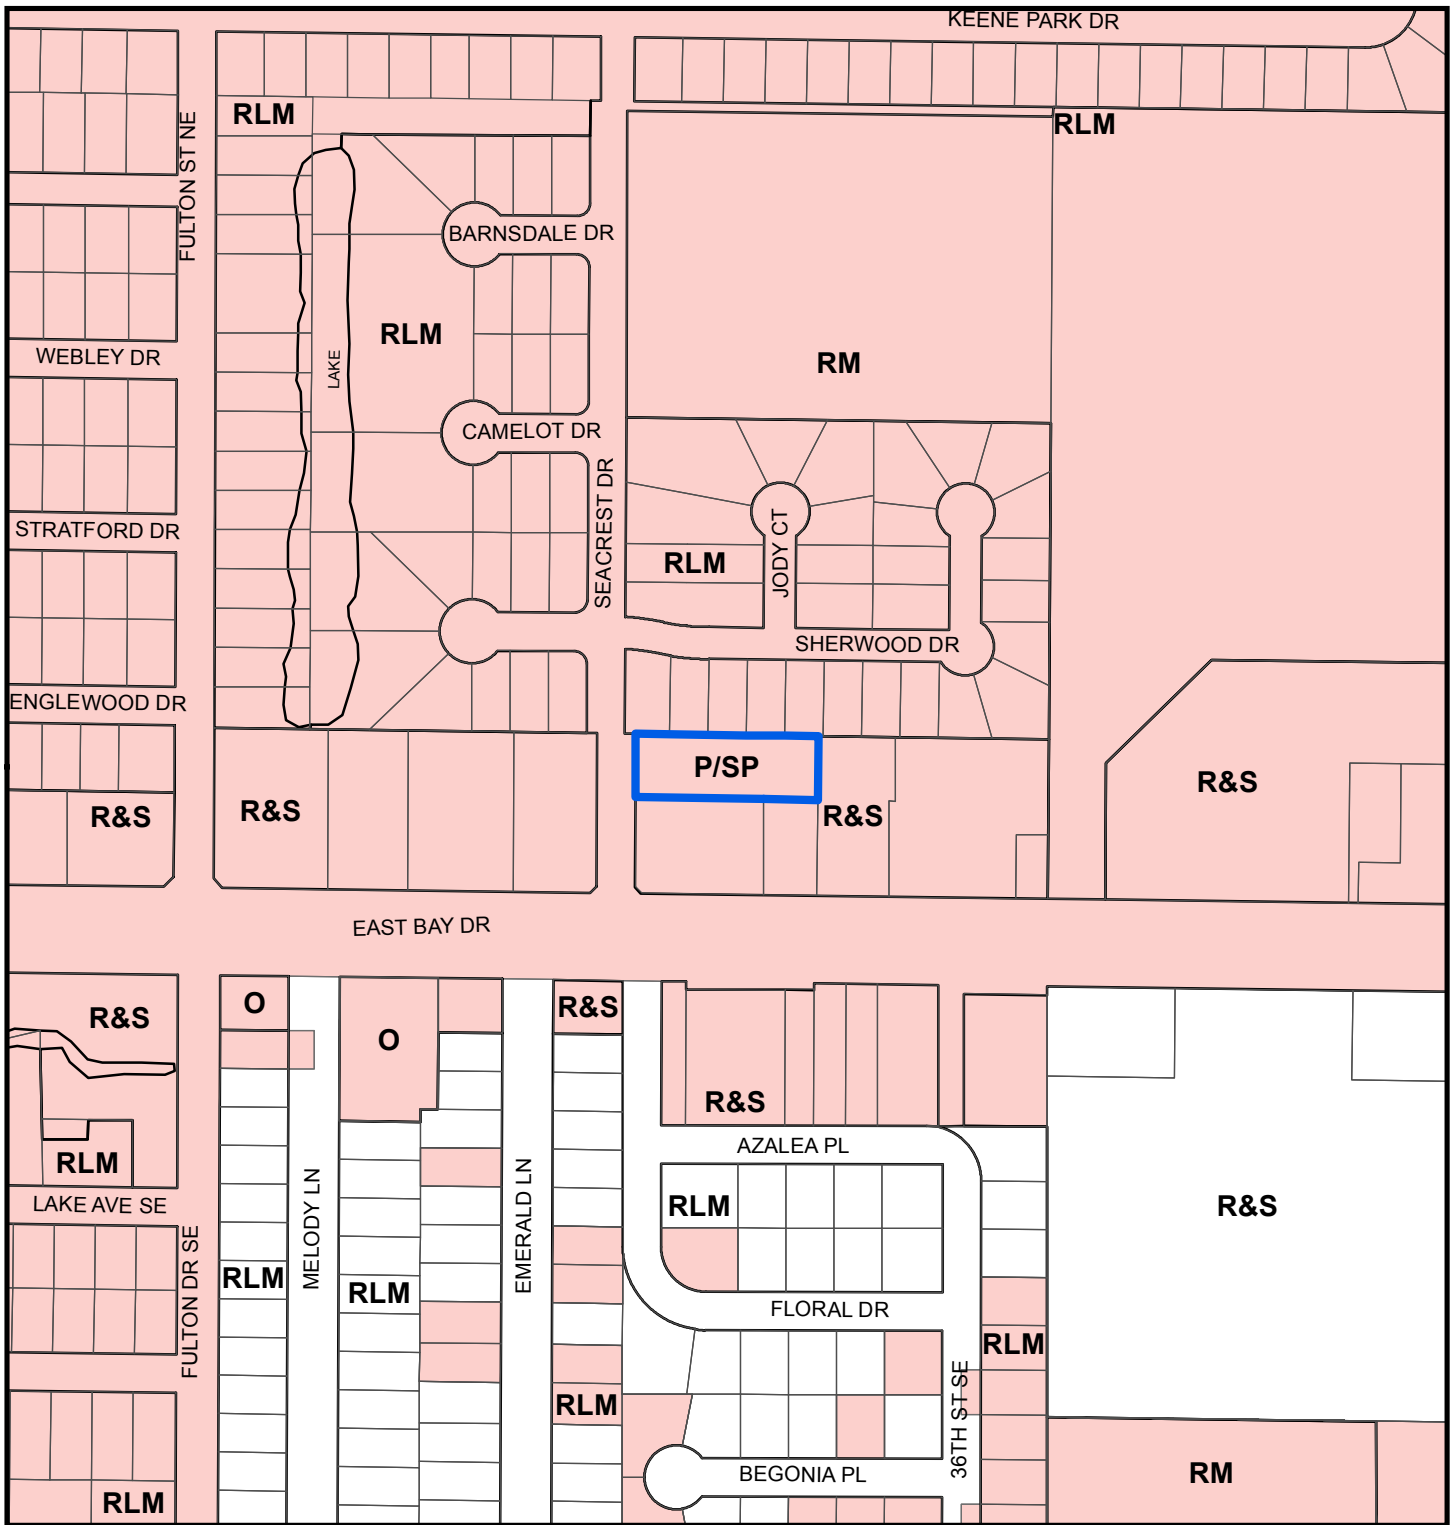 KEENE PARK DR
RLM
RLM
FULTON ST NE
BARNSDALE DR
RLM
WEBLEY DR
LAKE
RM
CAMELOT DR
SEACREST DR
STRATFORD DR
JODY CT
RLM
SHERWOOD DR
ENGLEWOOD DR
P/SP
R&S
R&S
R&S
R&S
EAST BAY DR
R&S
O
O
R&S
R&S
AZALEA PL
RLM
LAKE AVE SE
MELODY LN
EMERALD LN
RLM
R&S
FULTON DR SE
RLM
RLM
FLORAL DR
RLM
36TH ST SE
RLM
BEGONIA PL
RM
RLM